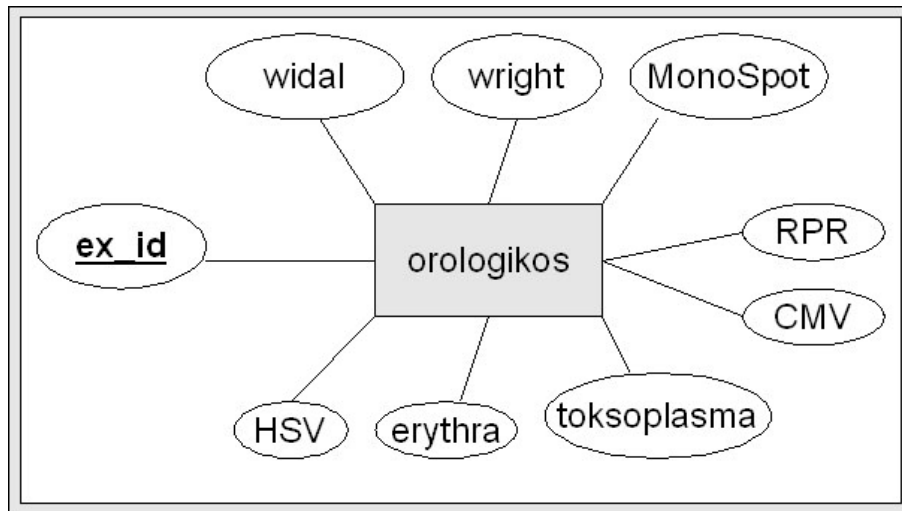 widal
wright
MonoSpot
ex_id
orologikos
RPR
CMV
HSV
erythra
toksoplasma